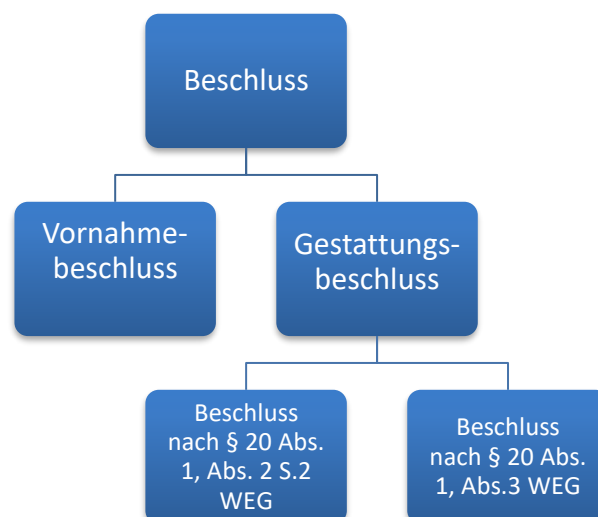 Beschluss
Vornahme-
beschluss
Gestattungs-
beschluss
Beschluss
nach § 20 Abs.
1, Abs. 2 S.2
WEG
Beschluss
nach § 20 Abs.
1, Abs.3 WEG